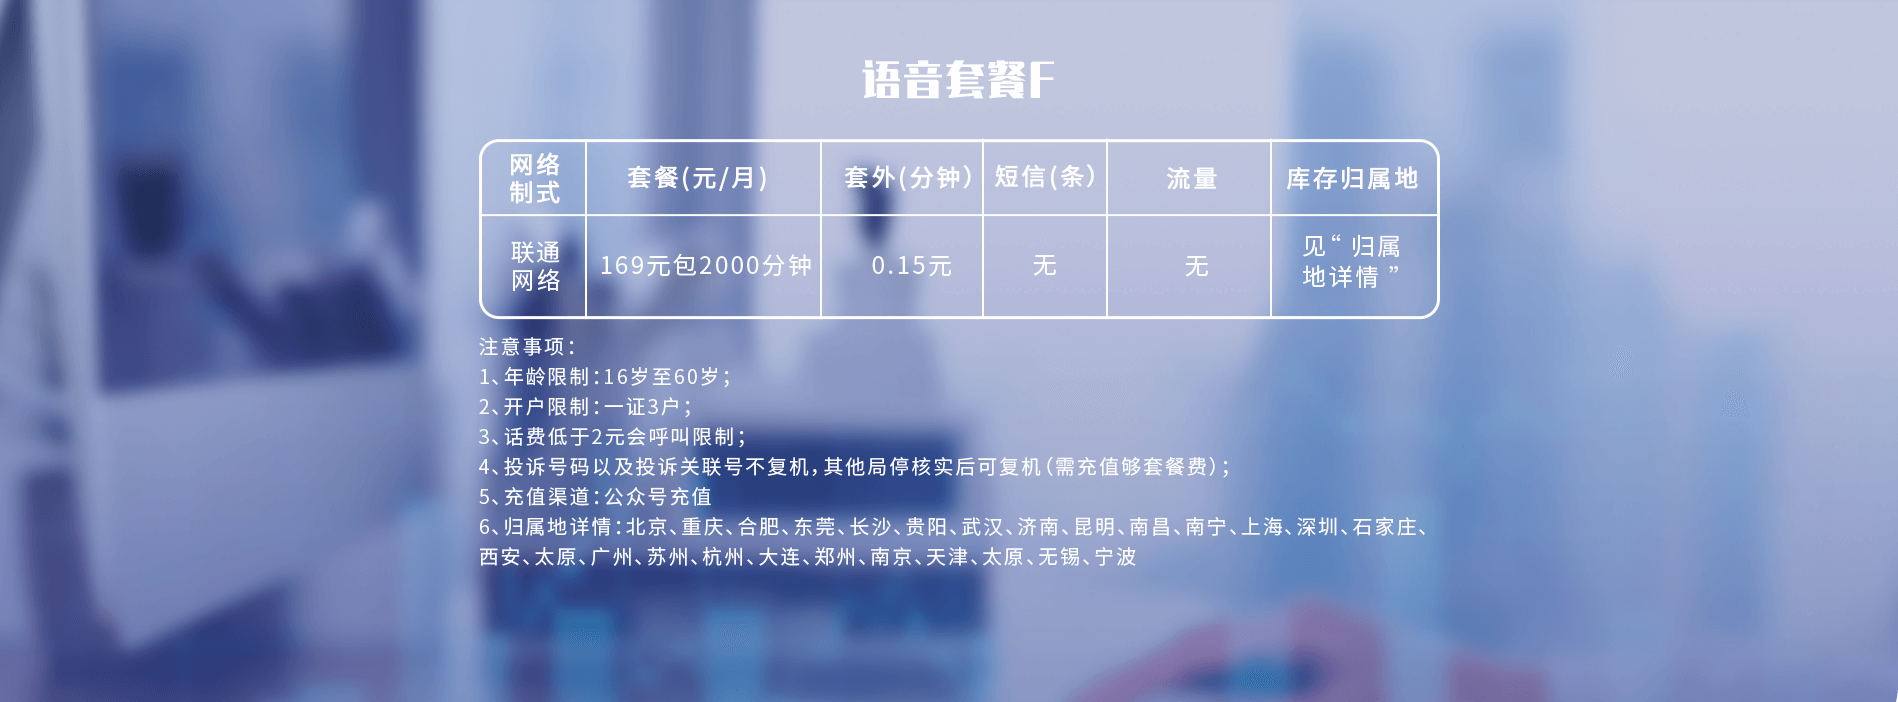 语音套餐F
网络
制式
套餐(元/月)
套外(分钟)
短信(条)
流量
库存归属地
联通
网络
169元包2000分钟
0.15元
无
无
见“ 归属
地详情 ”
注意事项：
1、年龄限制：16岁至60岁；
2、开户限制：一证3户；
3、话费低于2元会呼叫限制；
4、投诉号码以及投诉关联号不复机，其他局停核实后可复机（需充值够套餐费）；
5、充值渠道：公众号充值
6、归属地详情：北京、重庆、合肥、东莞、长沙、贵阳、武汉、济南、昆明、南昌、南宁、上海、深圳、石家庄、
西安、太原、广州、苏州、杭州、大连、郑州、南京、天津、太原、无锡、宁波